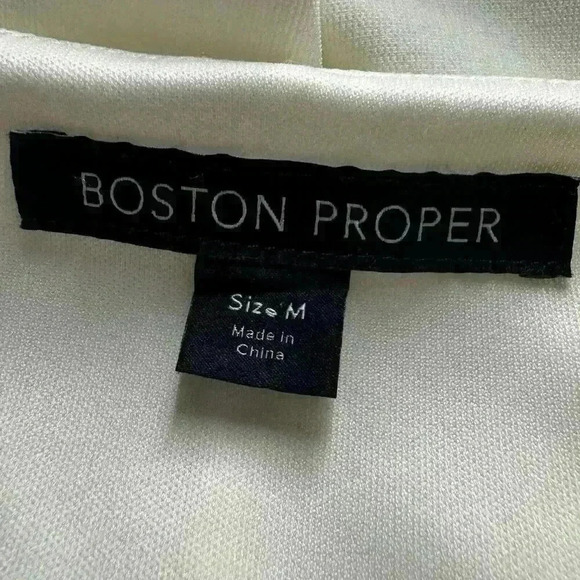 BOSTON PROPER
Size M
Made in
China